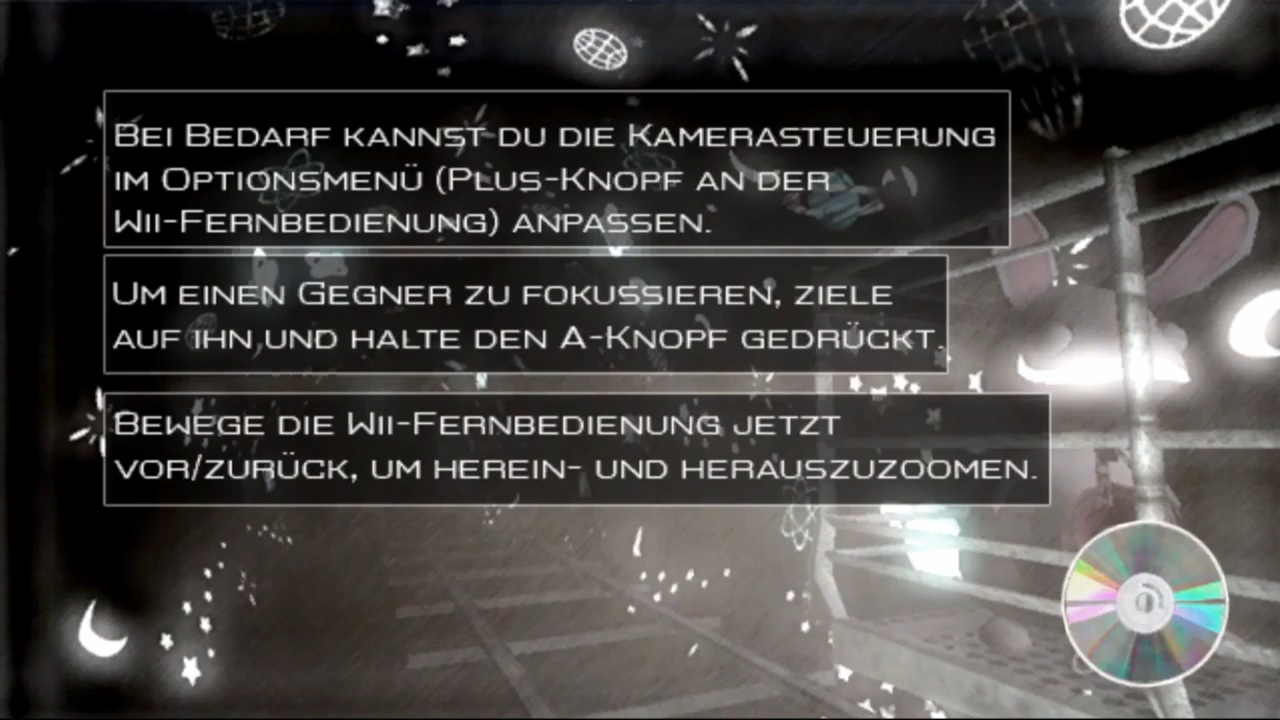 Bei Bedarf kannst du die Kamerasteuerung
im Optionsmenü (Plus-Knopf an der
Wii-Fernbedienung) anpassen.
Um einen Gegner zu fokussieren, ziele
auf ihn und halte den A-Knopf gedrückt.
Bewege die Wii-Fernbedienung jetzt
vor/zurück, um herein- und herauszuzoomen.